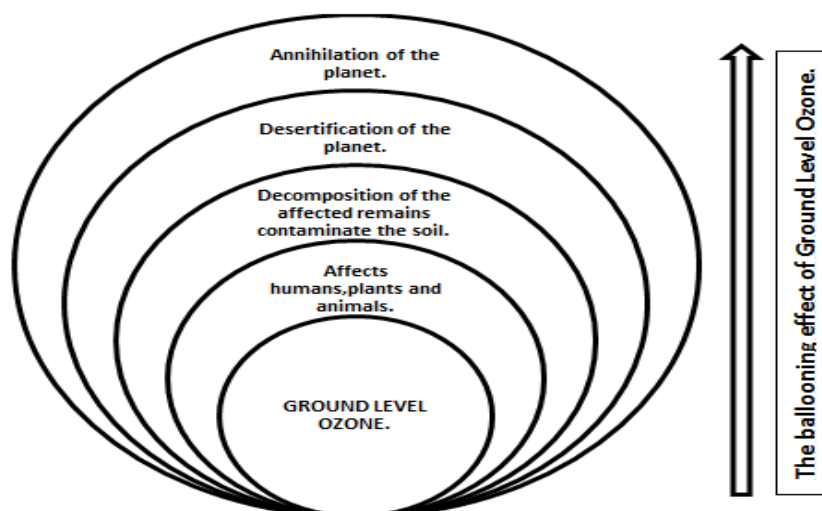 Annihilation of the
planet.
Desertification of the
planet.
Decomposition of the
affected remains
contaminate the soil.
Affects
humans,plants and
animals.
GROUND LEVEL
OZONE.
The ballooning effect of Ground Level Ozone.